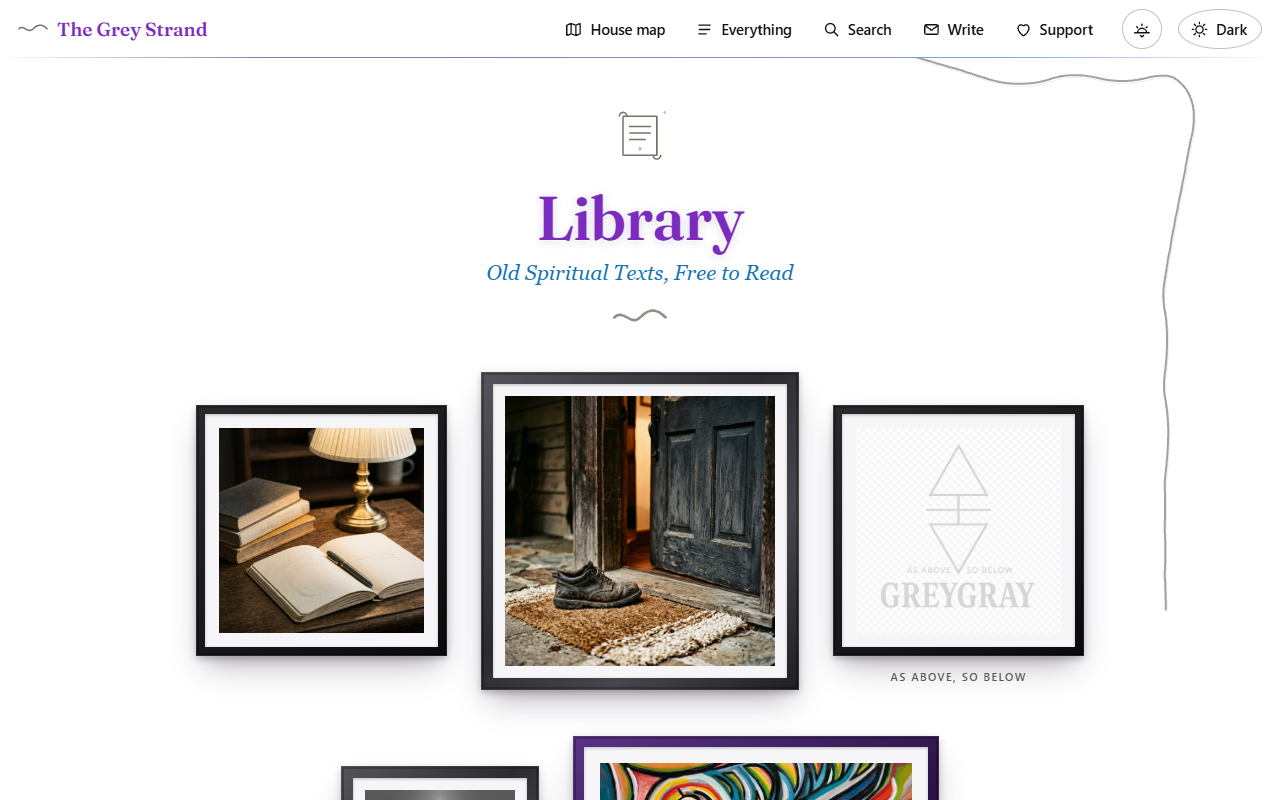 The Grey Strand
House map
Everything
Search
Write
Support
Dark
Library
Old Spiritual Texts, Free to Read
AS ABOVE SO BELOW
GREYGRAY
AS ABOVE, SO BELOW